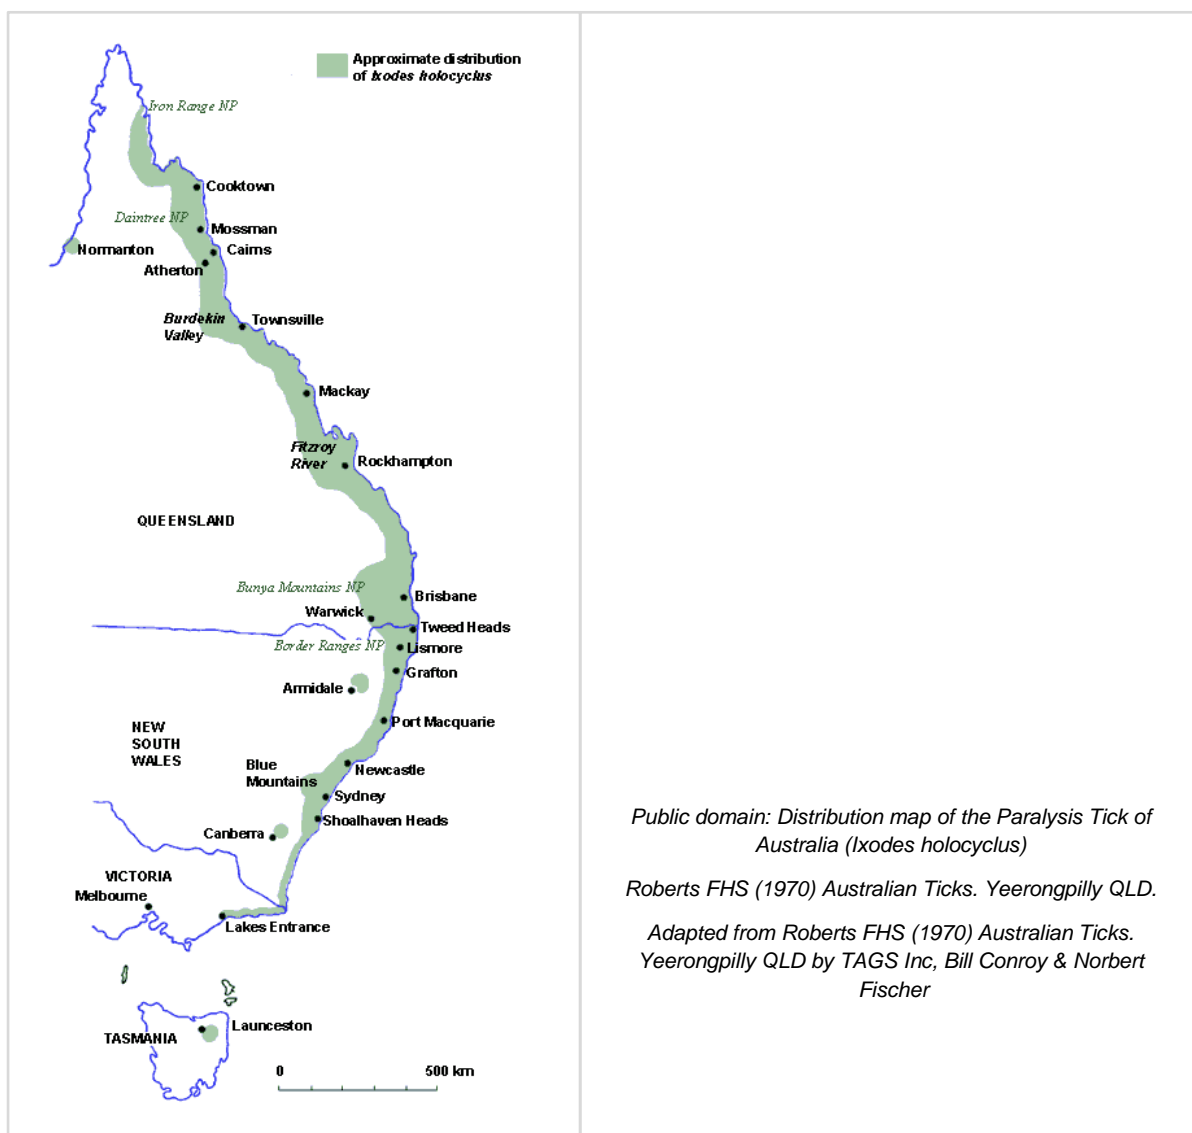 Approximate distribution
of Ixodes holocyclus
Iron Range NP
Cooktown
Daintree NP
Mossman
Normanton
Cairns
Atherton
Burdekin
Valley
Townsville
Mackay
Fitzroy
River
Rockhampton
QUEENSLAND
Bunya Mountains NP
Brisbane
Warwick
Tweed Heads
Border Ranges NP
Lismore
Grafton
Armidale
Port Macquarie
NEW
SOUTH
WALES
Blue
Mountains
Newcastle
Sydney
Shoalhaven Heads
Canberra
VICTORIA
Melbourne
Lakes Entrance
Launceston
TASMANIA
0 500 km
Public domain: Distribution map of the Paralysis Tick of
Australia (Ixodes holocyclus)
Roberts FHS (1970) Australian Ticks. Yeerongpilly QLD.
Adapted from Roberts FHS (1970) Australian Ticks.
Yeerongpilly QLD by TAGS Inc, Bill Conroy & Norbert
Fischer